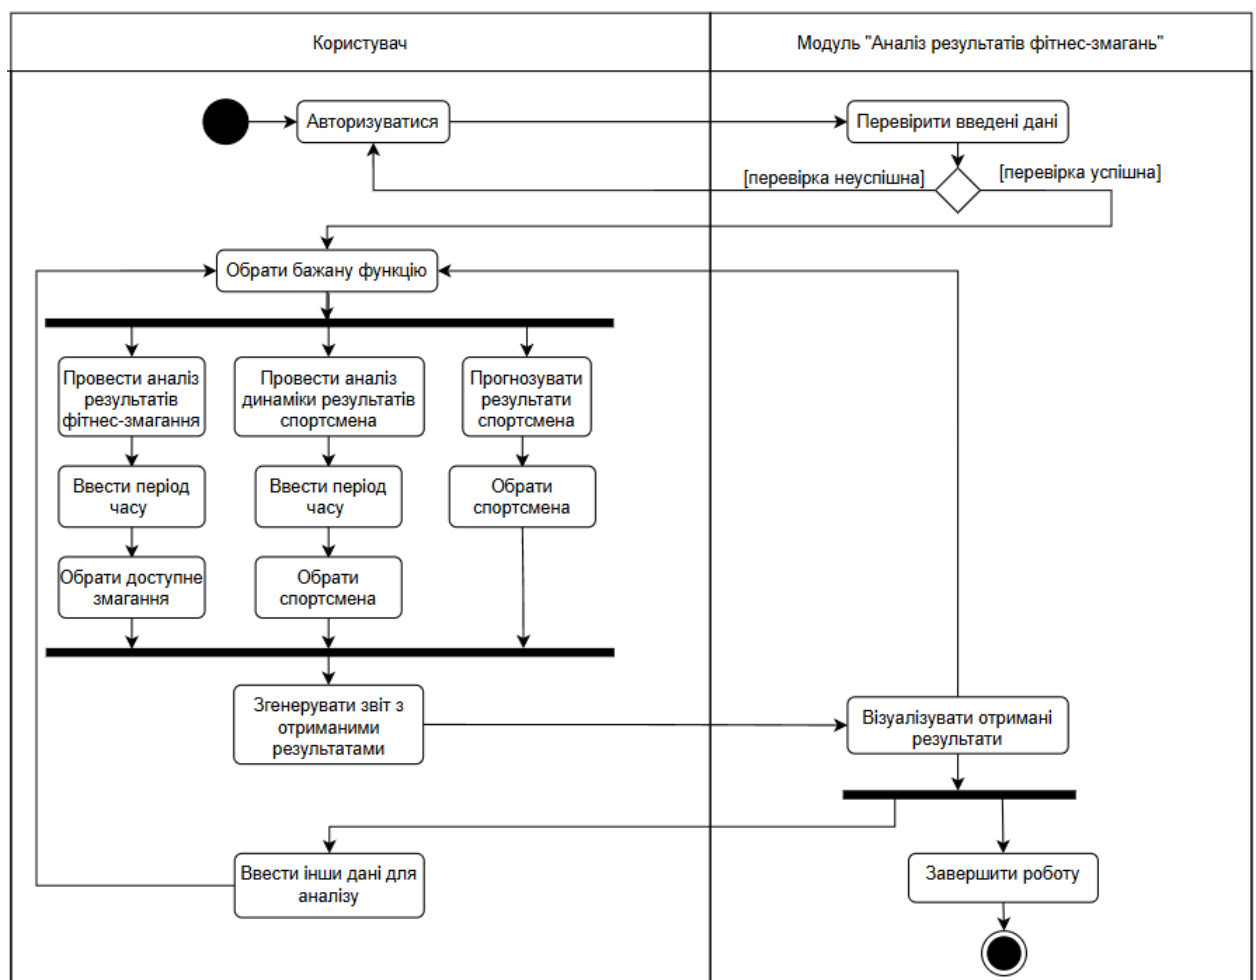 Користувач
Модуль "Аналіз результатів фітнес-змагань"
Авторизуватися
Перевірити введені дані
[перевірка неуспішна]
[перевірка успішна]
Обрати бажану функцію
Провести аналіз
результатів
фітнес-змагання
Провести аналіз
динаміки результатів
спортсмена
Прогнозувати
результати
спортсмена
Ввести період
часу
Ввести період
часу
Обрати
спортсмена
Обрати доступне
змагання
Обрати
спортсмена
Згенерувати звіт з
отриманими
результатами
Візуалізувати отримані
результати
Ввести інши дані для
аналізу
Завершити роботу